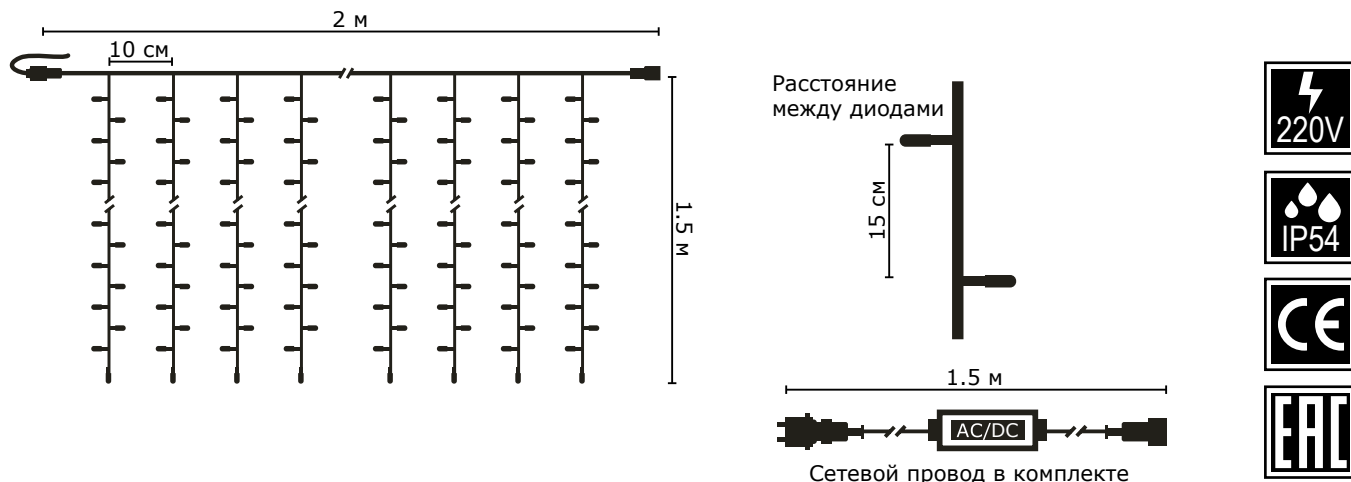 2 м
10 см
1.5 м
Расстояние
между диодами
15 см
1.5 м
AC/DC
Сетевой провод в комплекте
220V
IP54
CE
EAC